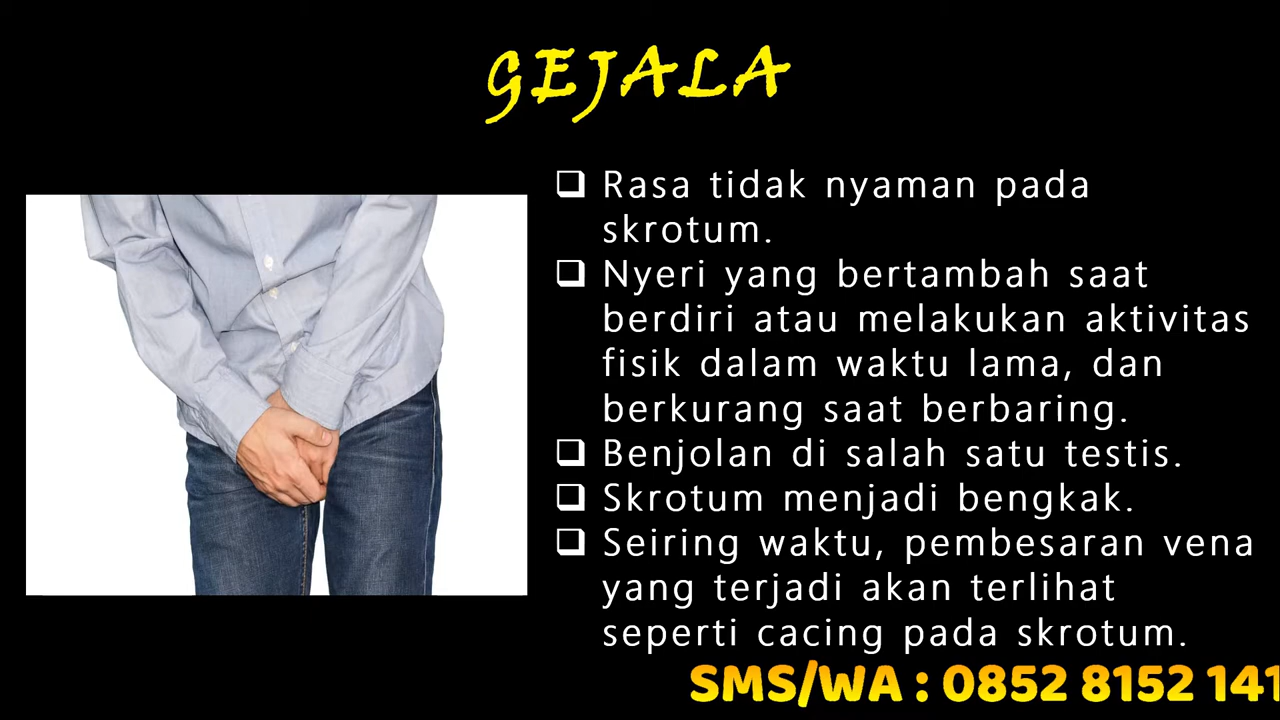 GEJALA
❑ Rasa tidak nyaman pada
skrotum.
❑ Nyeri yang bertambah saat
berdiri atau melakukan aktivitas
fisik dalam waktu lama, dan
berkurang saat berbaring.
❑ Benjolan di salah satu testis.
❑ Skrotum menjadi bengkak.
❑ Seiring waktu, pembesaran vena
yang terjadi akan terlihat
seperti cacing pada skrotum.
SMS/WA : 0852 8152 141